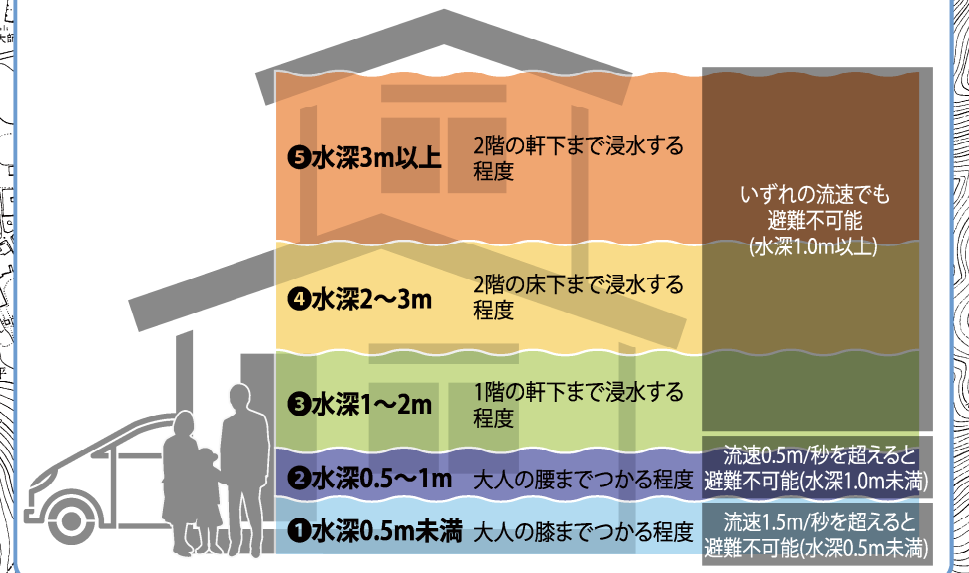 ❺水深3m以上
2階の軒下まで浸水する
程度
いずれの流速でも
避難不可能
(水深1.0m以上)
❹水深2～3m
2階の床下まで浸水する
程度
❸水深1～2m
1階の軒下まで浸水する
程度
❷水深0.5～1m
大人の腰までつかる程度
流速0.5m/秒を超えると
避難不可能(水深1.0m未満)
❶水深0.5m未満
大人の膝までつかる程度
流速1.5m/秒を超えると
避難不可能(水深0.5m未満)